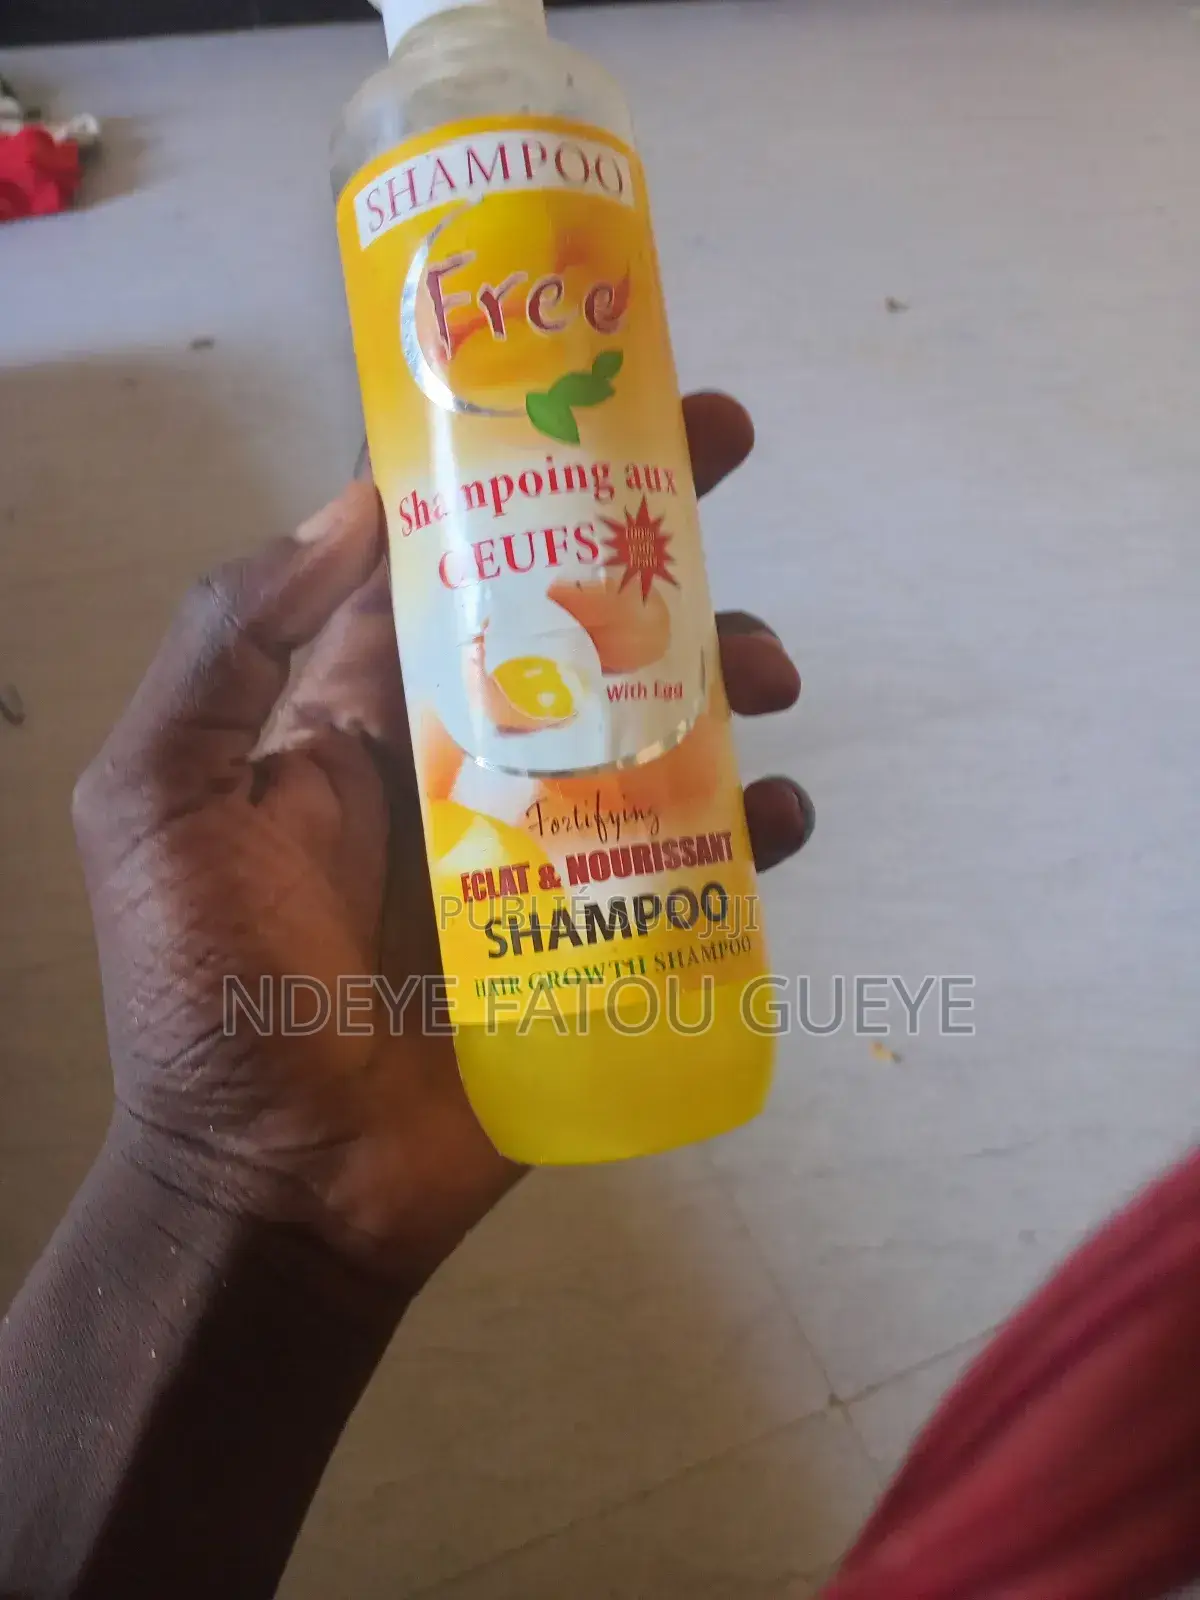 SHAMPOO
Free
Shampoing aux
OEUFS
100%
With Egg
Fortifying
ECLAT & NOURISSANT
SHAMPOO
HAIR GROWTH SHAMPOO
PUBLIÉ SUR JIJI
NDEYE FATOU GUEYE